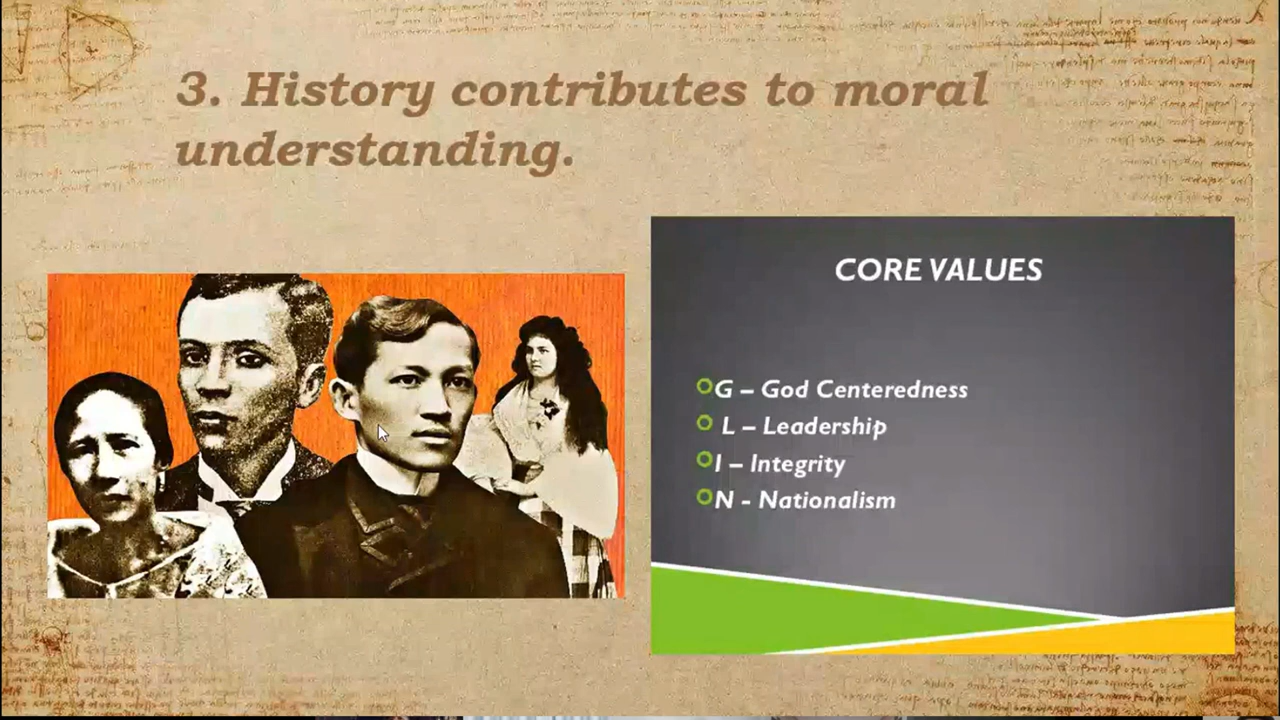 3. History contributes to moral
understanding.
CORE VALUES
G – God Centeredness
L – Leadership
I – Integrity
N - Nationalism